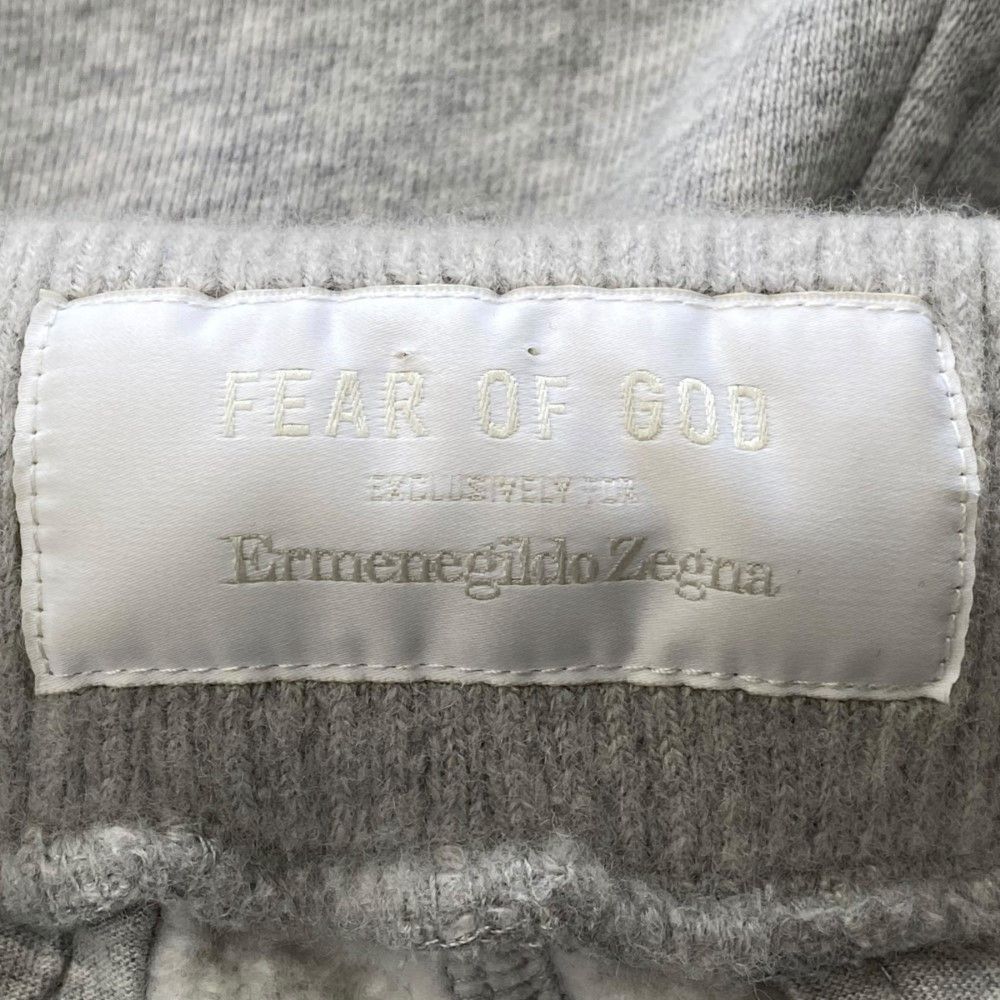 FEAR OF GOD
EXCLUSIVELY FOR
Ermenegildo Zegna